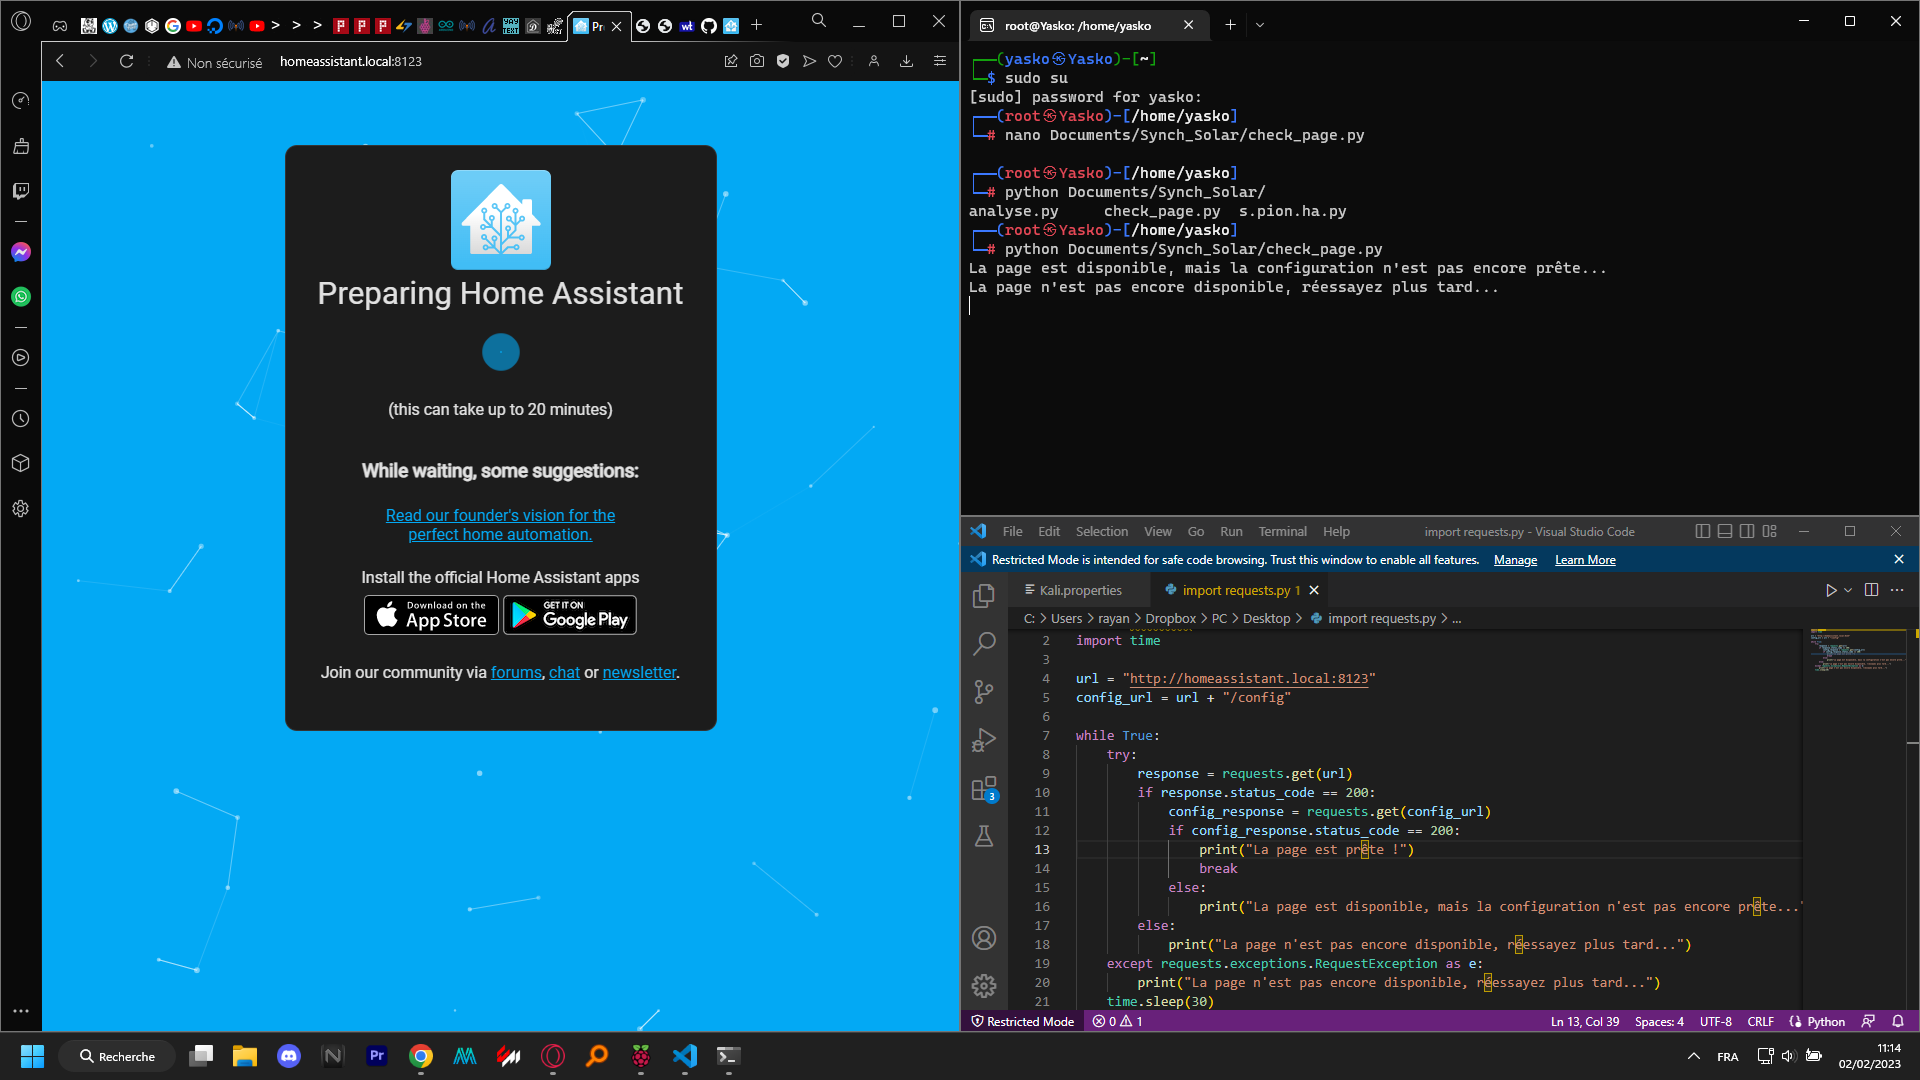 Pr
Non sécurisé
homeassistant.local:8123
Preparing Home Assistant
(this can take up to 20 minutes)
While waiting, some suggestions:
Read our founder's vision for the
perfect home automation.
Install the official Home Assistant apps
Download on the
App Store
GET IT ON
Google Play
Join our community via forums, chat or newsletter.
root@Yasko: /home/yasko
(yasko㉿Yasko)-[~]
$ sudo su
[sudo] password for yasko:
(root㉿Yasko)-[/home/yasko]
# nano Documents/Synch_Solar/check_page.py
(root㉿Yasko)-[/home/yasko]
# python Documents/Synch_Solar/
analyse.py check_page.py s.pion.ha.py
(root㉿Yasko)-[/home/yasko]
# python Documents/Synch_Solar/check_page.py
La page est disponible, mais la configuration n'est pas encore prête...
La page n'est pas encore disponible, réessayez plus tard...
File Edit Selection View Go Run Terminal Help
import requests.py - Visual Studio Code
Restricted Mode is intended for safe code browsing. Trust this window to enable all features. Manage Learn More
Kali.properties
import requests.py 1
C: > Users > rayan > Dropbox > PC > Desktop > import requests.py > ...
2 import time
3
4 url = "http://homeassistant.local:8123"
5 config_url = url + "/config"
6
7 while True:
8 try:
9 response = requests.get(url)
10 if response.status_code == 200:
11 config_response = requests.get(config_url)
12 if config_response.status_code == 200:
13 print("La page est prête !")
14 break
15 else:
16 print("La page est disponible, mais la configuration n'est pas encore prête..."
17 else:
18 print("La page n'est pas encore disponible, réessayez plus tard...")
19 except requests.exceptions.RequestException as e:
20 print("La page n'est pas encore disponible, réessayez plus tard...")
21 time.sleep(30)
3
Restricted Mode
0 1
Ln 13, Col 39
Spaces: 4
UTF-8
CRLF
Python
Recherche
N
Pr
FRA
11:14
02/02/2023